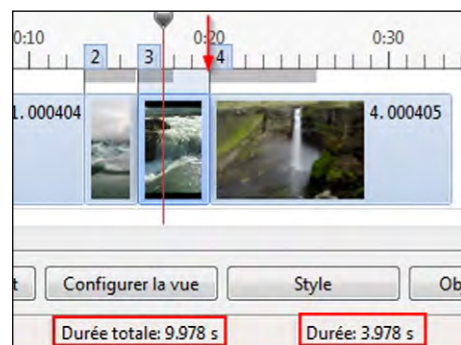 0:10 0:20 0:30
2 3 4
1. 000404 4. 000405
t Configurer la vue Style Ob
Durée totale: 9.978 s Durée: 3.978 s